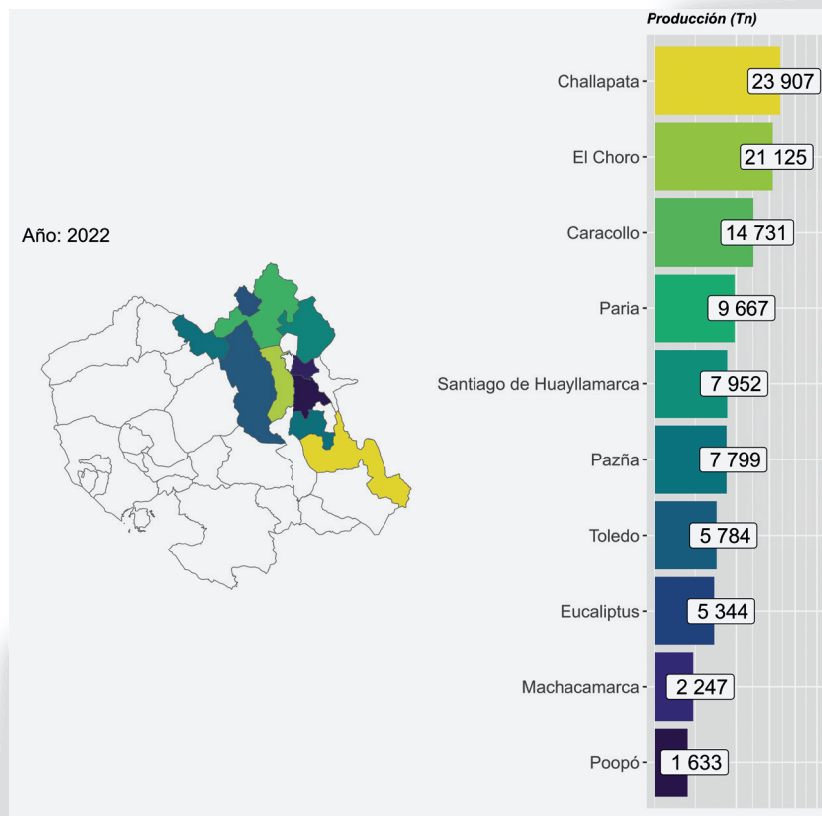 Producción (Tn)
Challapata 23 907
El Choro 21 125
Año: 2022
Caracollo 14 731
Paria 9 667
Santiago de Huayllamarca 7 952
Pazña 7 799
Toledo 5 784
Eucaliptus 5 344
Machacamarca 2 247
Poopó 1 633